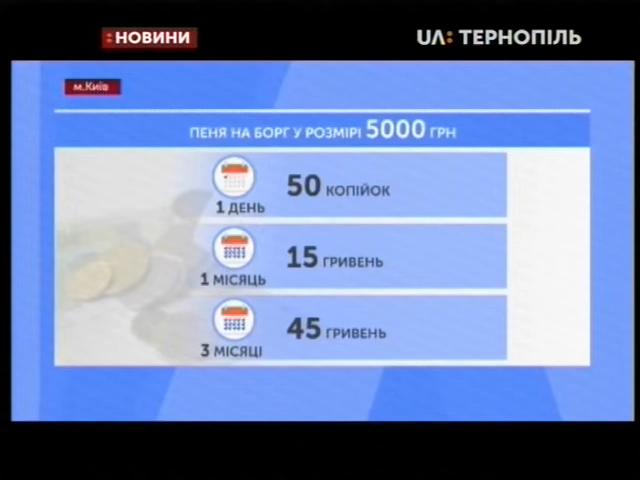 :НОВИНИ
UA: ТЕРНОПІЛЬ
м.Київ
ПЕНЯ НА БОРГ У РОЗМІРІ 5000 ГРН
1 ДЕНЬ 50 КОПІЙОК
1 МІСЯЦЬ 15 ГРИВЕНЬ
3 МІСЯЦІ 45 ГРИВЕНЬ